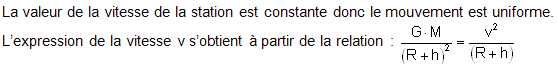 La valeur de la vitesse de la station est constante donc le mouvement est uniforme.
L’expression de la vitesse v s’obtient à partir de la relation : G·M/(R+h)² = v²/(R+h)